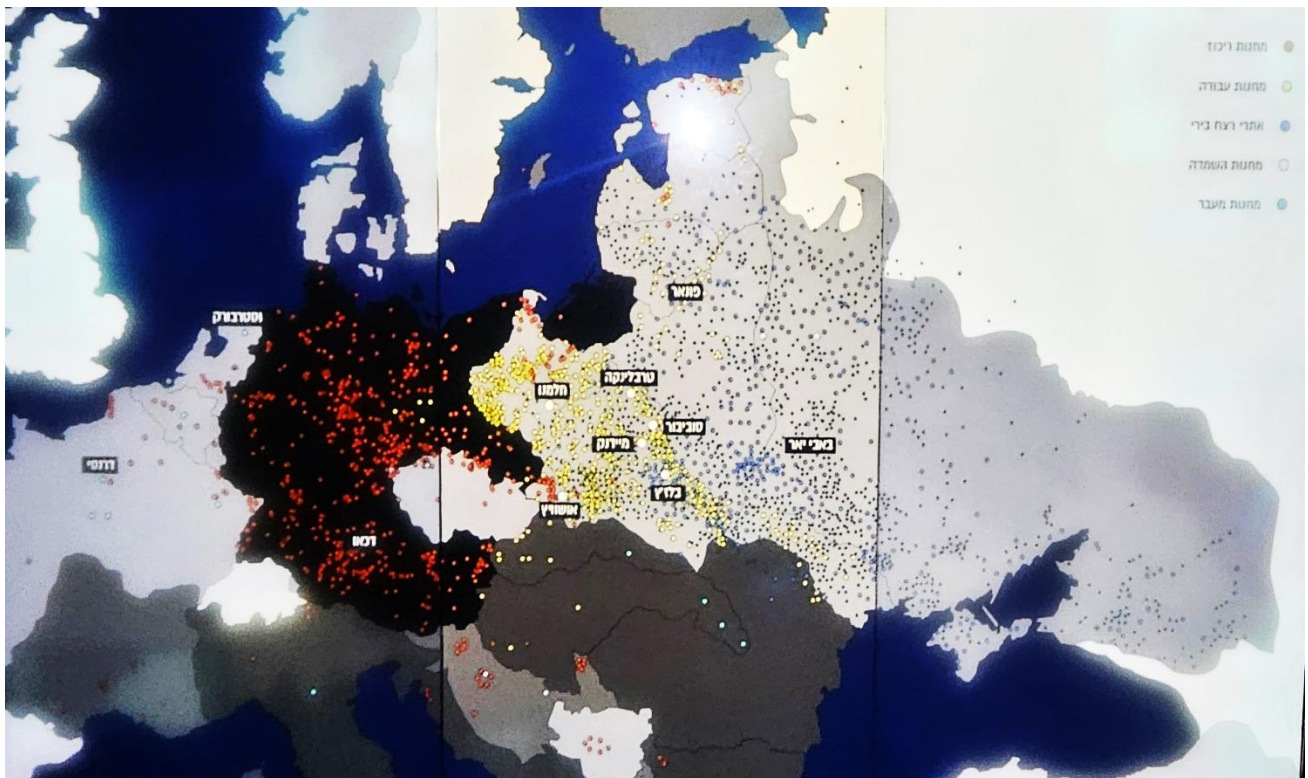 מחנות ריכוז
מחנות עבודה
אתרי רצח בירי
מחנות השמדה
מחנות מעבר
פונאר
וסטרבורק
טרבלינקה
חלמנו
סוביבור
מיידנק
באבי יאר
דרנסי
בלז'ץ
אושוויץ
דכאו